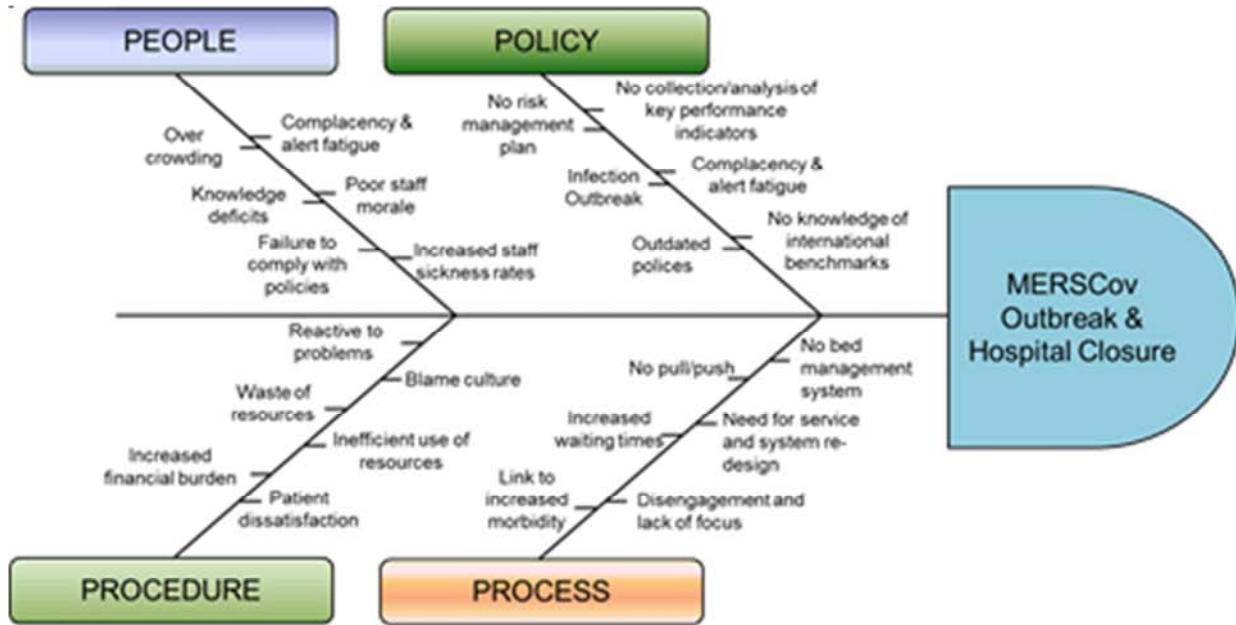 PEOPLE
POLICY
Over
crowding
Complacency &
alert fatigue
Knowledge
deficits
Poor staff
morale
Failure to
comply with
policies
Increased staff
sickness rates
No risk
management
plan
No collection/analysis of
key performance
indicators
Infection
Outbreak
Complacency &
alert fatigue
Outdated
polices
No knowledge of
international
benchmarks
MERSCov
Outbreak &
Hospital Closure
Reactive to
problems
Blame culture
Waste of
resources
Inefficient use of
resources
Increased
financial burden
Patient
dissatisfaction
No pull/push
No bed
management
system
Increased
waiting times
Need for service
and system re-
design
Link to
increased
morbidity
Disengagement and
lack of focus
PROCEDURE
PROCESS